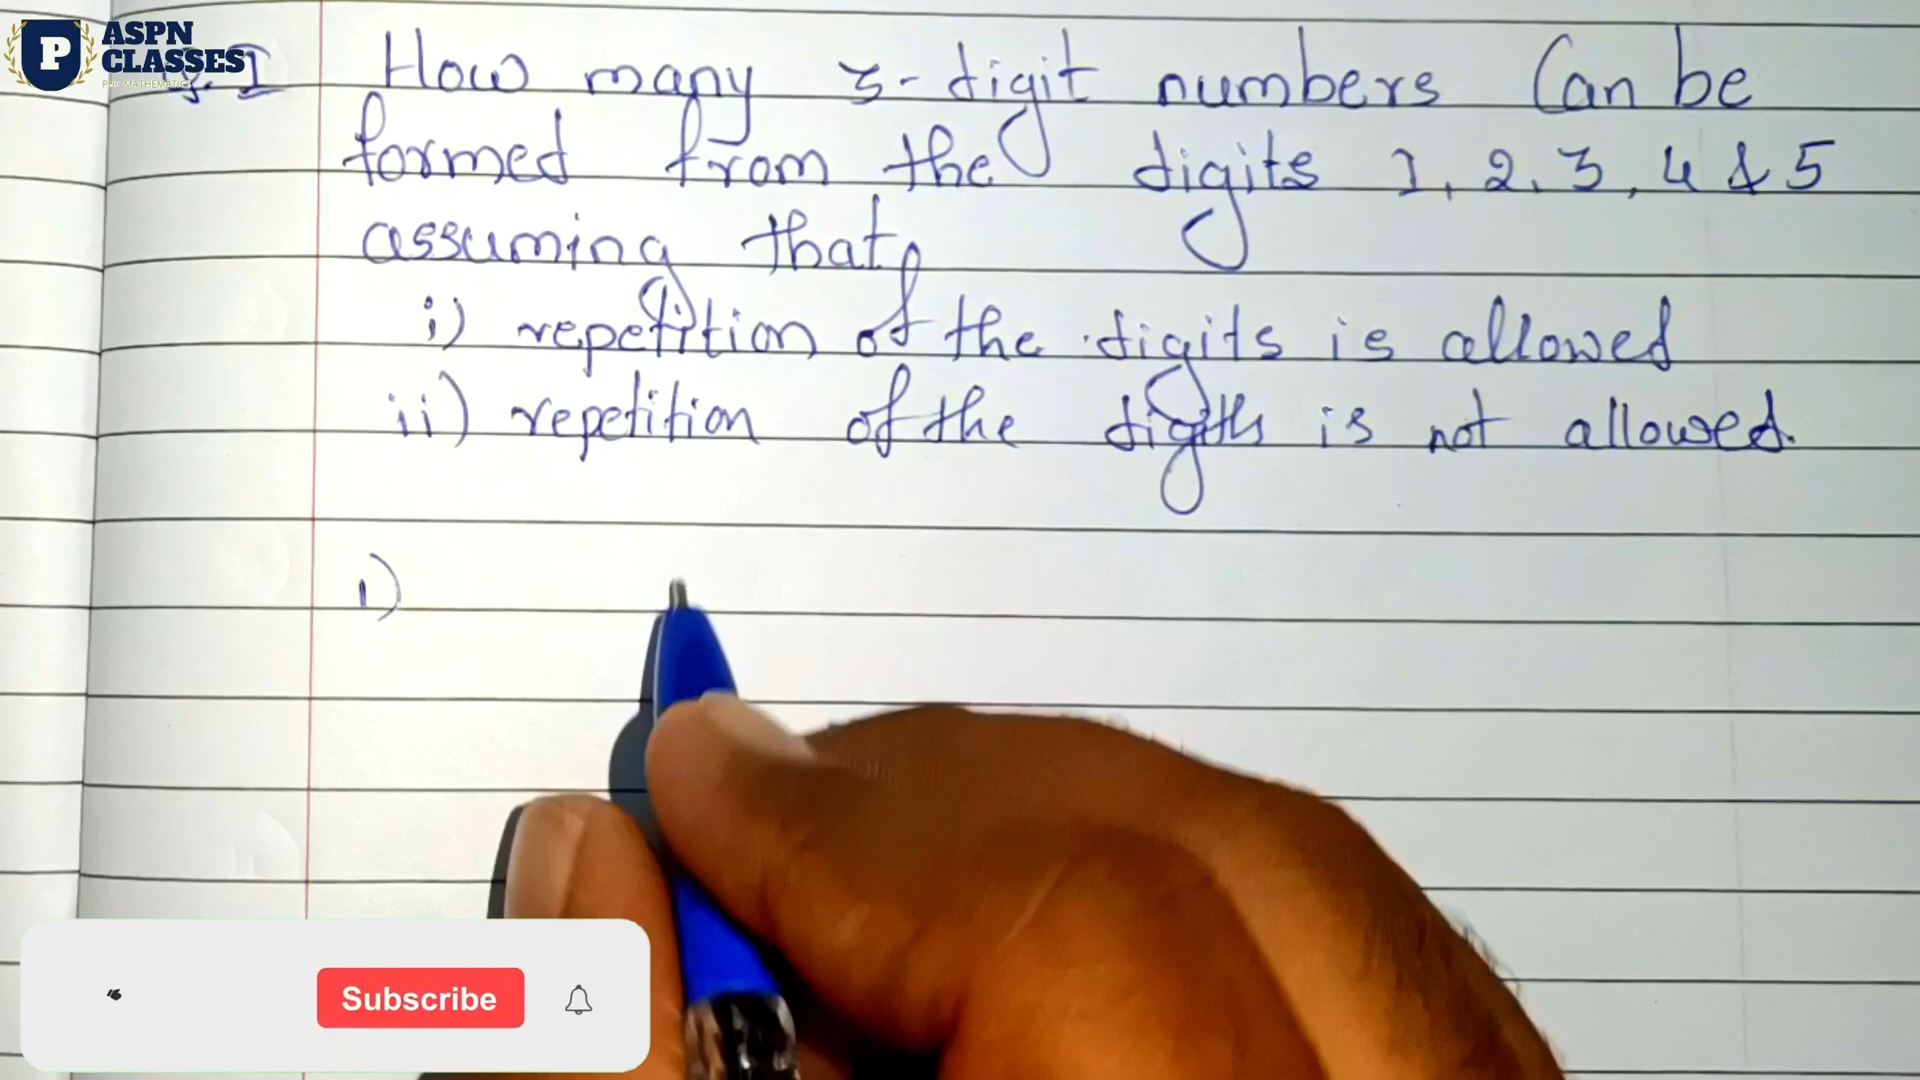 ASPN
CLASSES
P
How many 3-digit numbers Can be
formed from the digits 1, 2, 3, 4 & 5
assuming that,
i) repetition of the digits is allowed
ii) repetition of the digits is not allowed.
1)
Subscribe